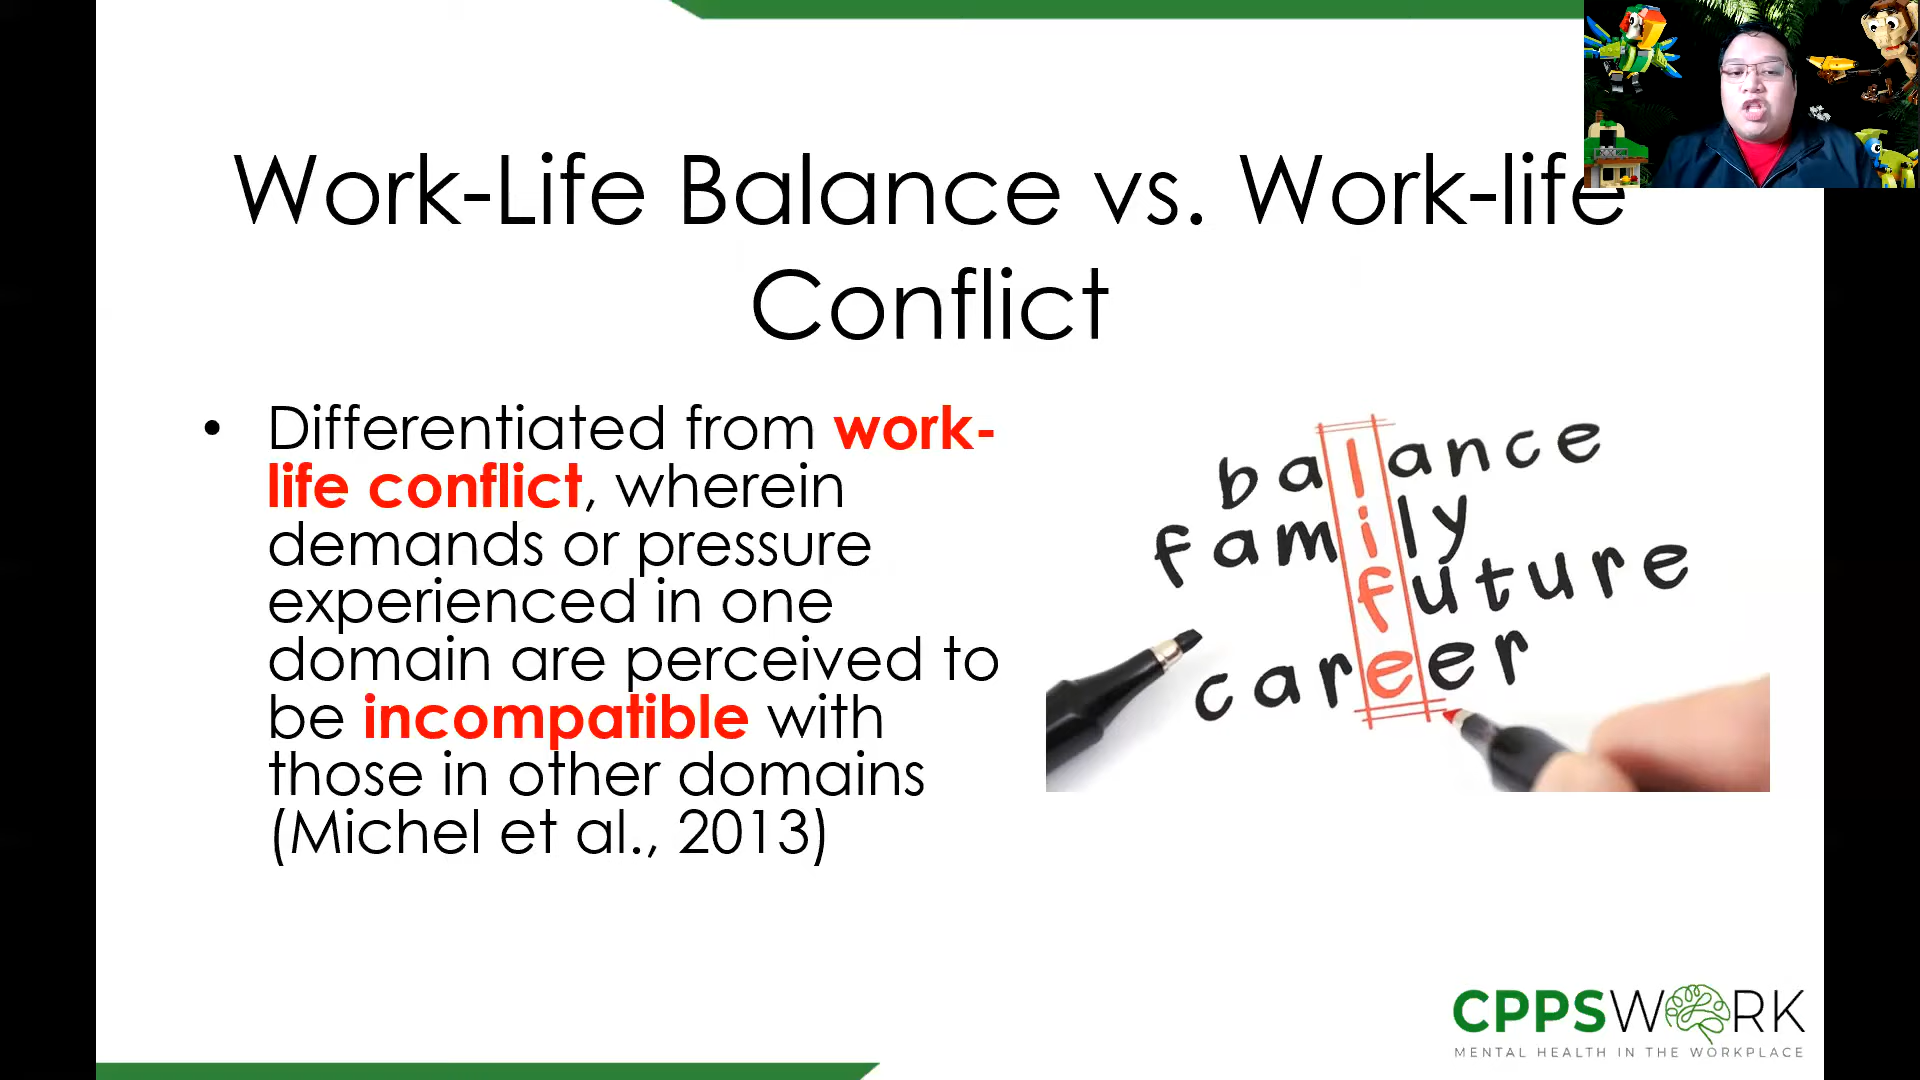 Work-Life Balance vs. Work-life
Conflict
• Differentiated from work-
life conflict, wherein
demands or pressure
experienced in one
domain are perceived to
be incompatible with
those in other domains
(Michel et al., 2013)
balance
family
future
career
CPPSWORK
MENTAL HEALTH IN THE WORKPLACE